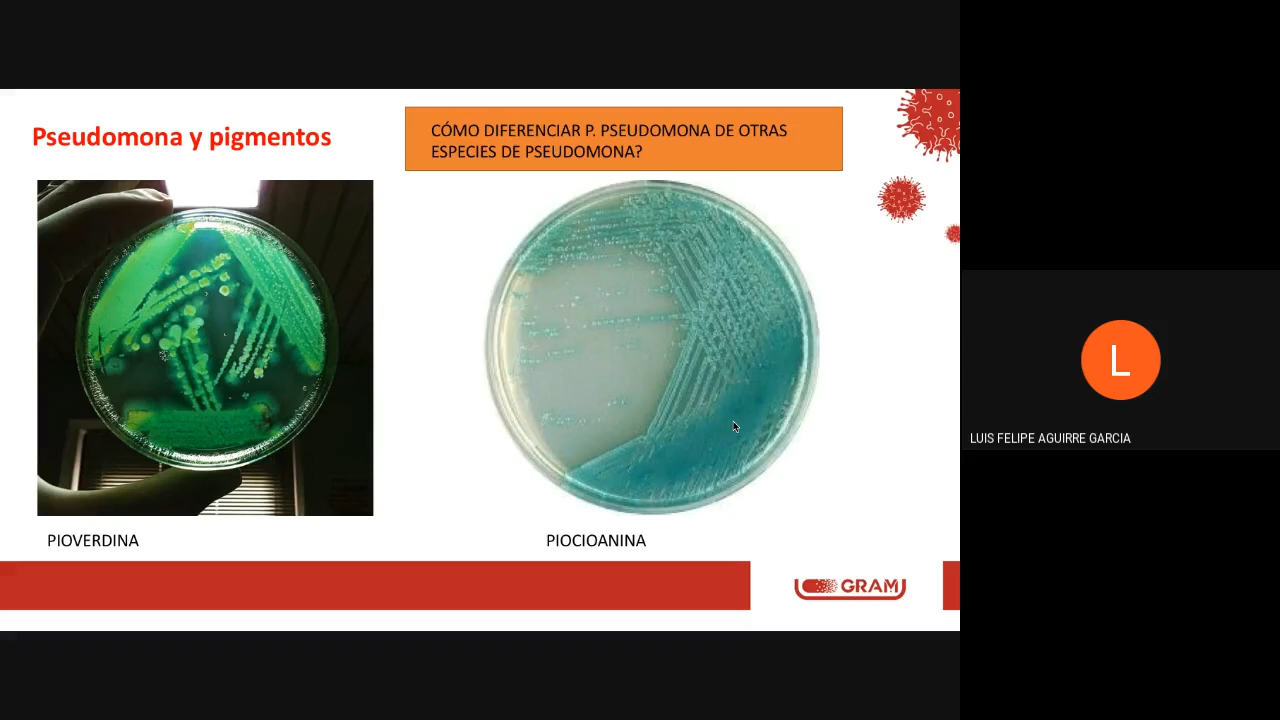 Pseudomona y pigmentos
CÓMO DIFERENCIAR P. PSEUDOMONA DE OTRAS
ESPECIES DE PSEUDOMONA?
PIOVERDINA
PIOCIOANINA
GRAM
L
LUIS FELIPE AGUIRRE GARCIA